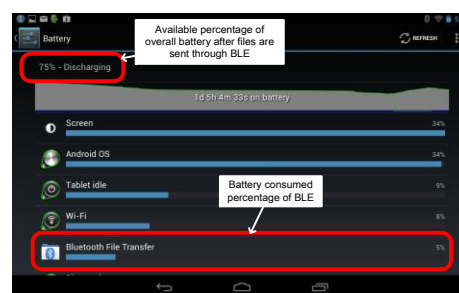 Battery
Available percentage of
overall battery after files are
sent through BLE
REFRESH
75% - Discharging
1d 5h 4m 33s on battery
Screen
34%
Android OS
34%
Tablet idle
9%
Battery consumed
percentage of BLE
Wi-Fi
8%
Bluetooth File Transfer
5%